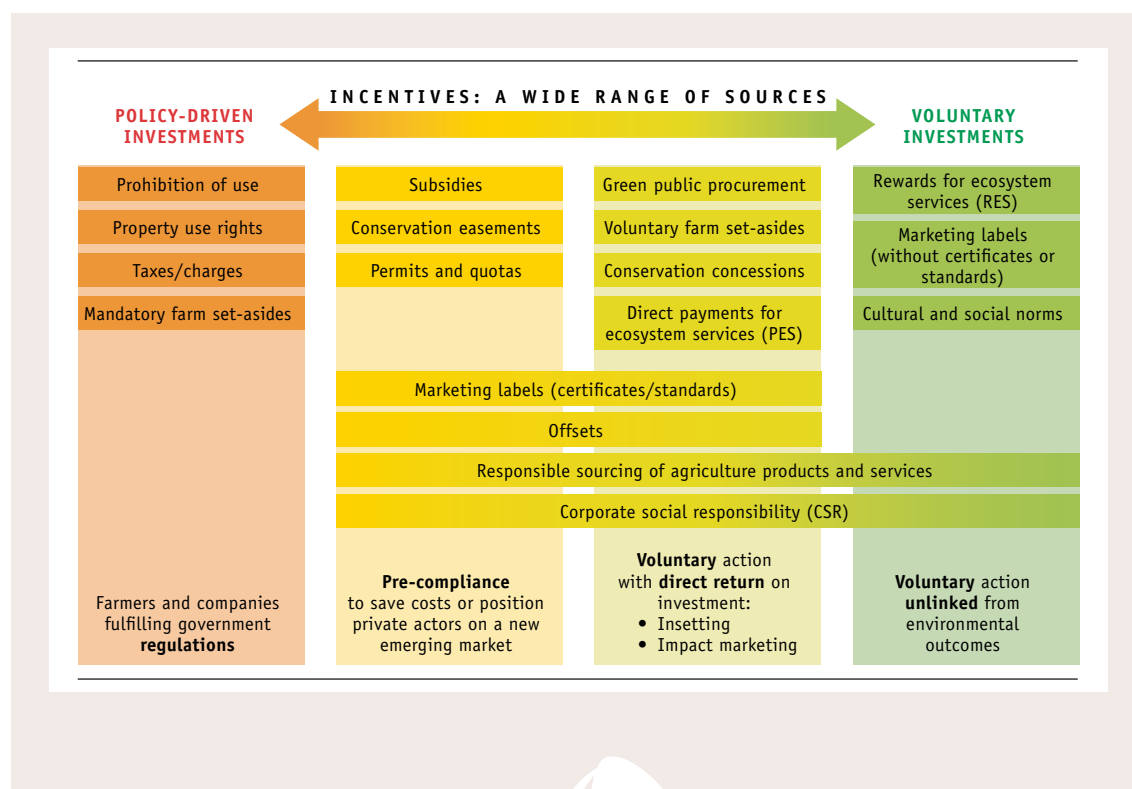 INCENTIVES: A WIDE RANGE OF SOURCES
POLICY-DRIVEN
INVESTMENTS
VOLUNTARY
INVESTMENTS
Prohibition of use
Property use rights
Taxes/charges
Mandatory farm set-asides
Subsidies
Conservation easements
Permits and quotas
Green public procurement
Voluntary farm set-asides
Conservation concessions
Direct payments for
ecosystem services (PES)
Rewards for ecosystem
services (RES)
Marketing labels
(without certificates or
standards)
Cultural and social norms
Marketing labels (certificates/standards)
Offsets
Responsible sourcing of agriculture products and services
Corporate social responsibility (CSR)
Farmers and companies
fulfilling government
regulations
Pre-compliance
to save costs or position
private actors on a new
emerging market
Voluntary action
with direct return on
investment:
• Insetting
• Impact marketing
Voluntary action
unlinked from
environmental
outcomes